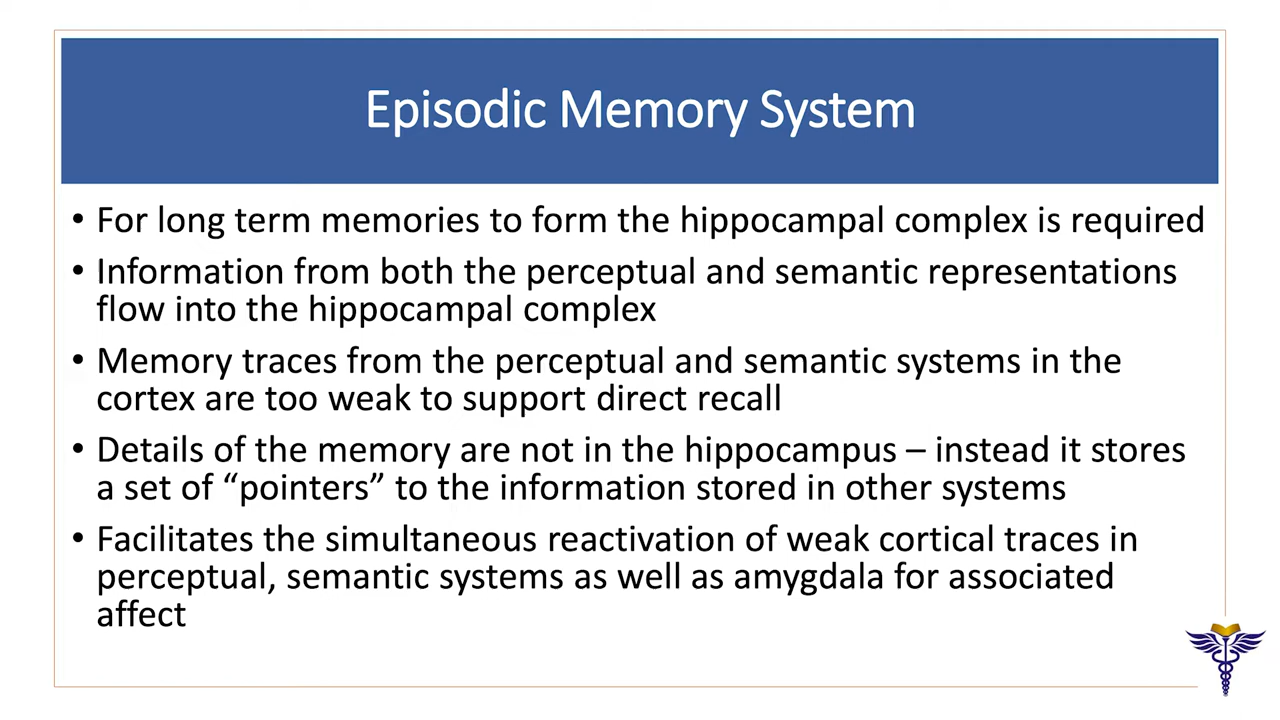 Episodic Memory System
• For long term memories to form the hippocampal complex is required
• Information from both the perceptual and semantic representations
flow into the hippocampal complex
• Memory traces from the perceptual and semantic systems in the
cortex are too weak to support direct recall
• Details of the memory are not in the hippocampus – instead it stores
a set of “pointers” to the information stored in other systems
• Facilitates the simultaneous reactivation of weak cortical traces in
perceptual, semantic systems as well as amygdala for associated
affect